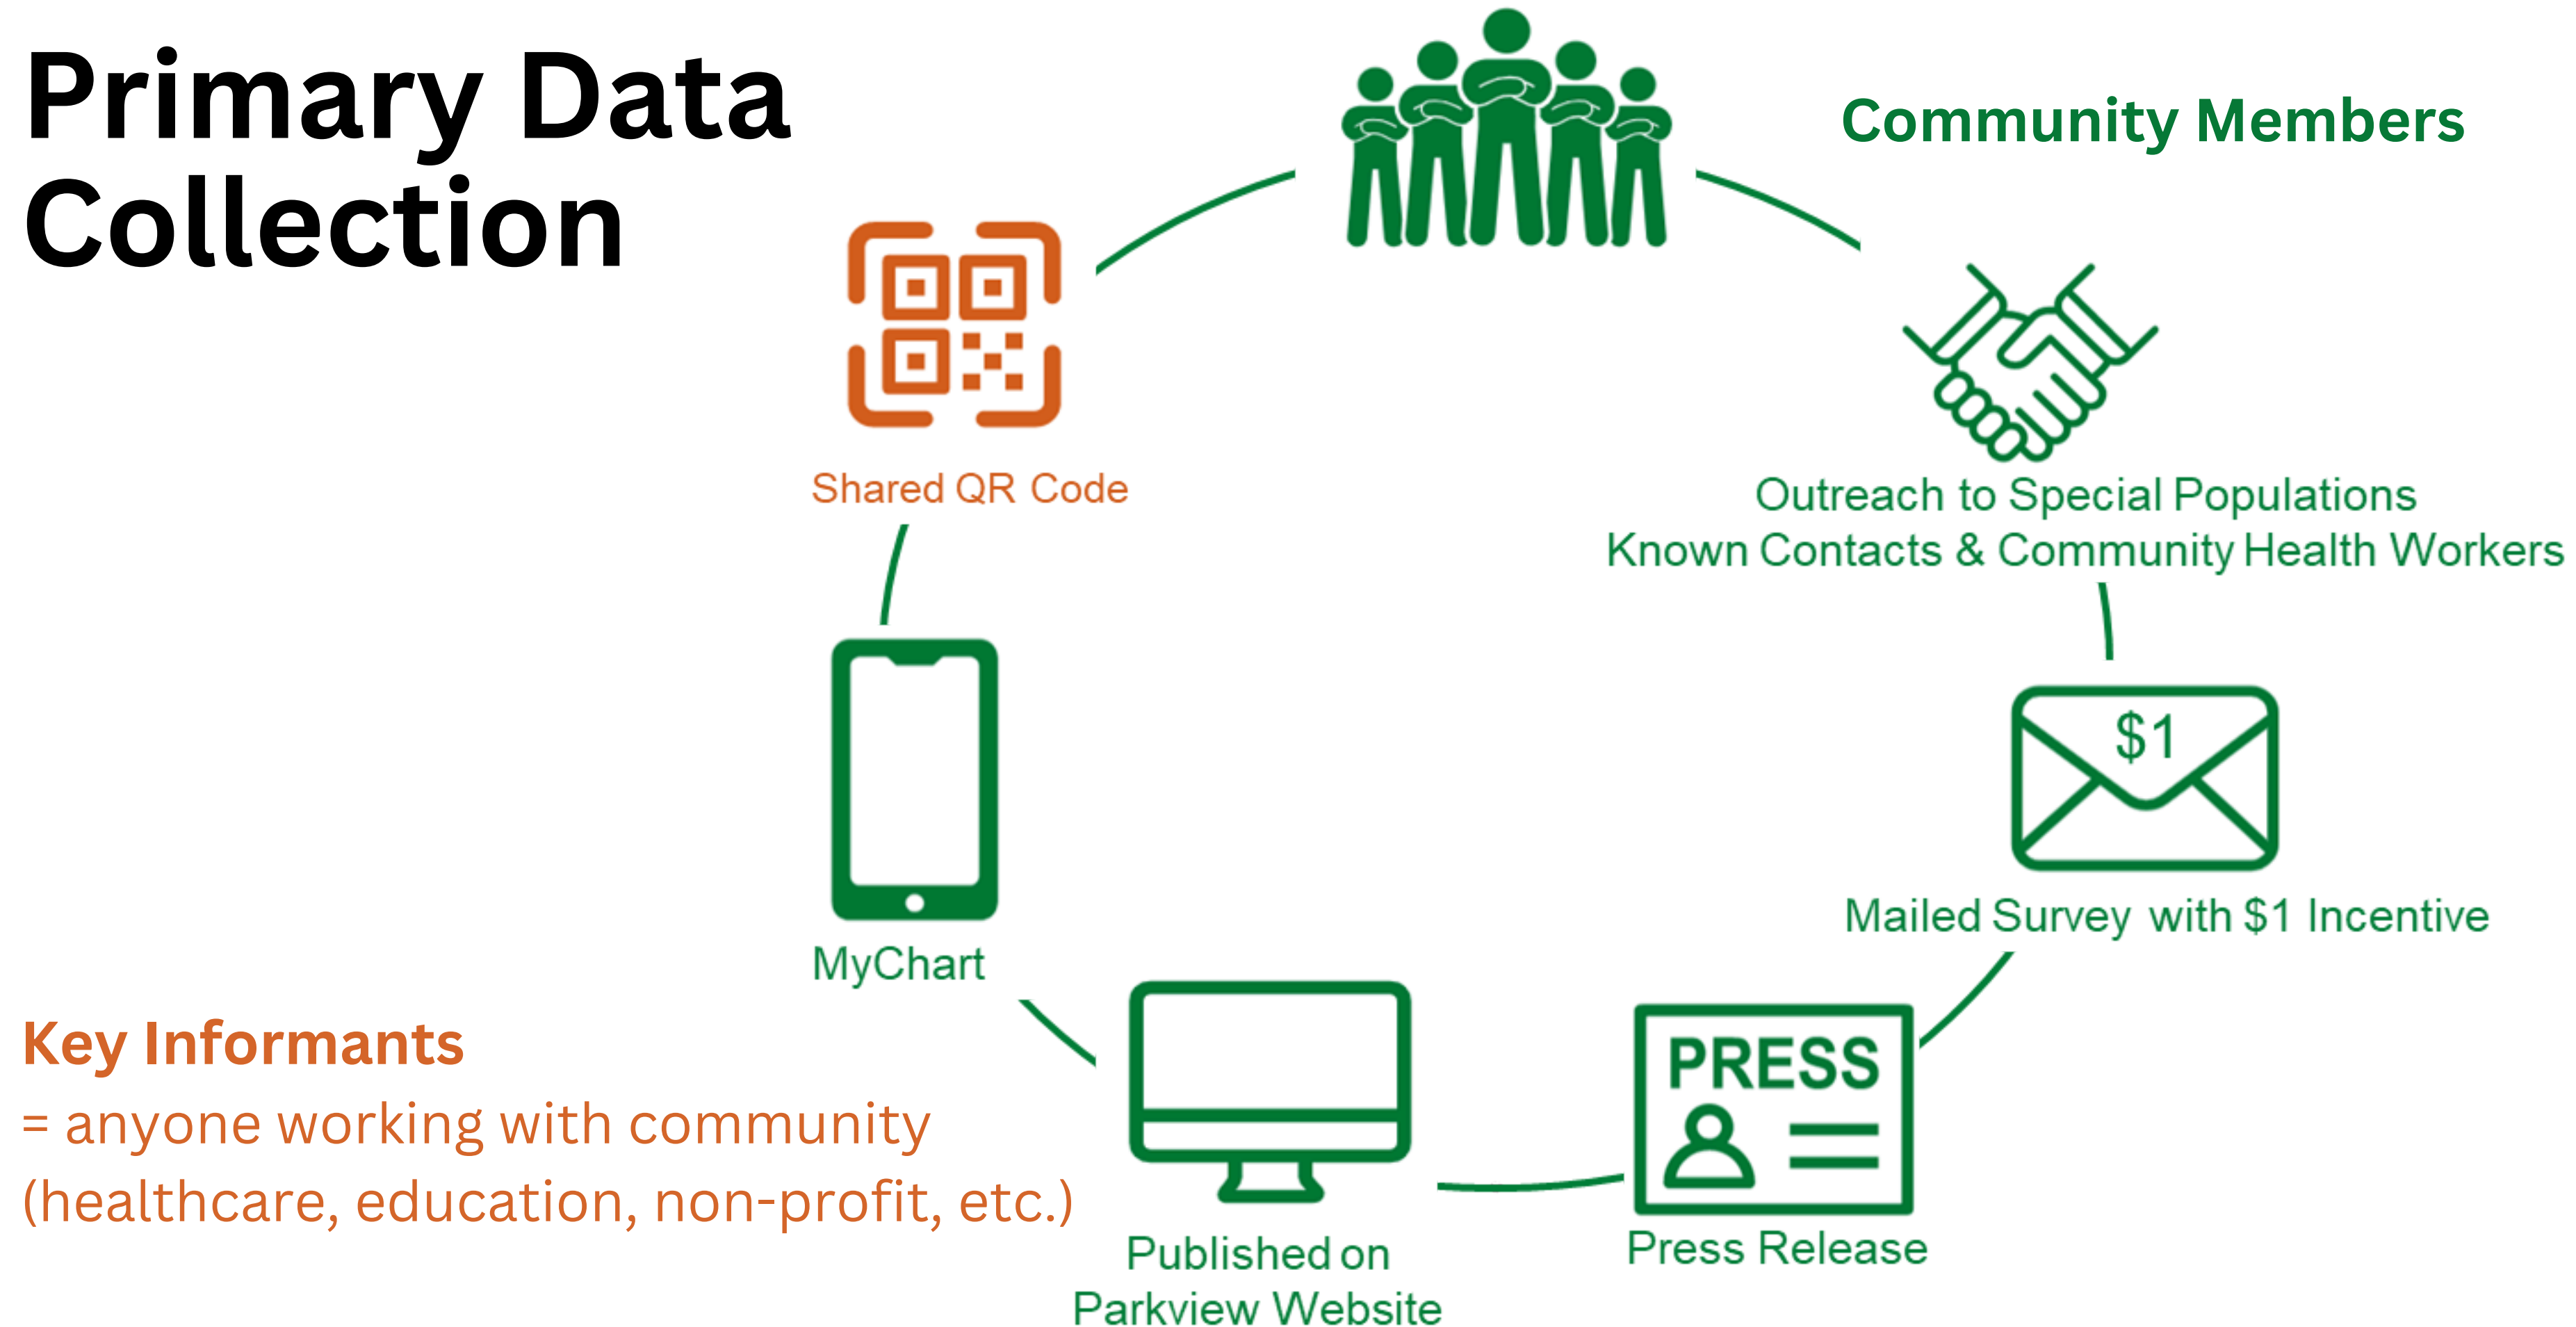 Primary Data
Collection
Community Members
Shared QR Code
Outreach to Special Populations
Known Contacts & Community Health Workers
$1
Mailed Survey with $1 Incentive
MyChart
PRESS
Press Release
Published on
Parkview Website
Key Informants
= anyone working with community
(healthcare, education, non-profit, etc.)